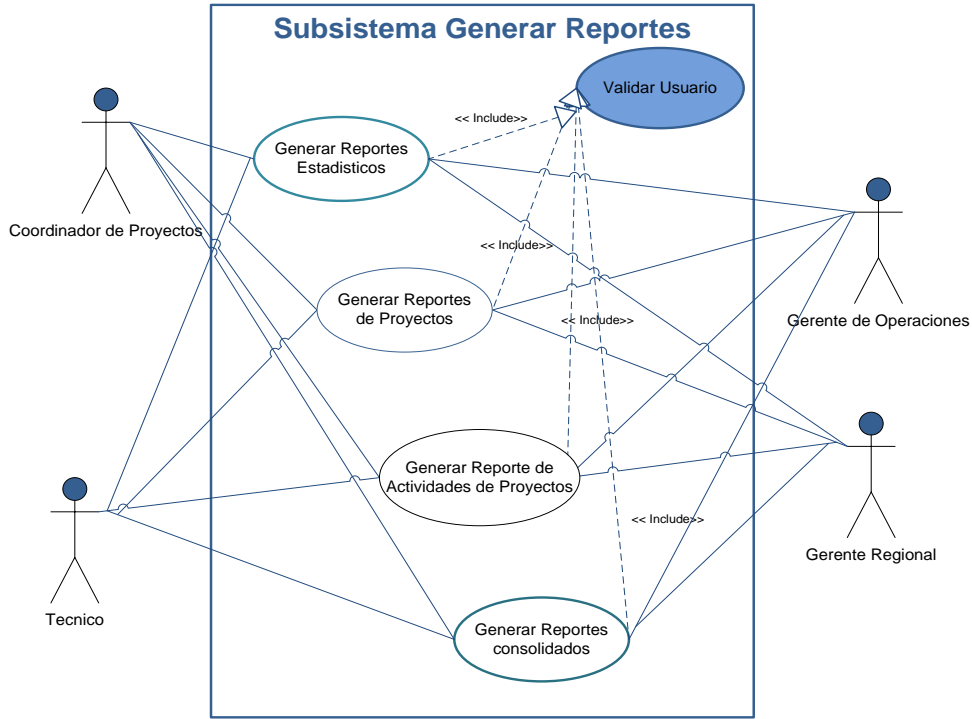 Subsistema Generar Reportes
Validar Usuario
<< Include>>
Generar Reportes
Estadisticos
Coordinador de Proyectos
<< Include>>
Generar Reportes
de Proyectos
<< Include>>
Gerente de Operaciones
Generar Reporte de
Actividades de Proyectos
<< Include>>
Gerente Regional
Tecnico
Generar Reportes
consolidados